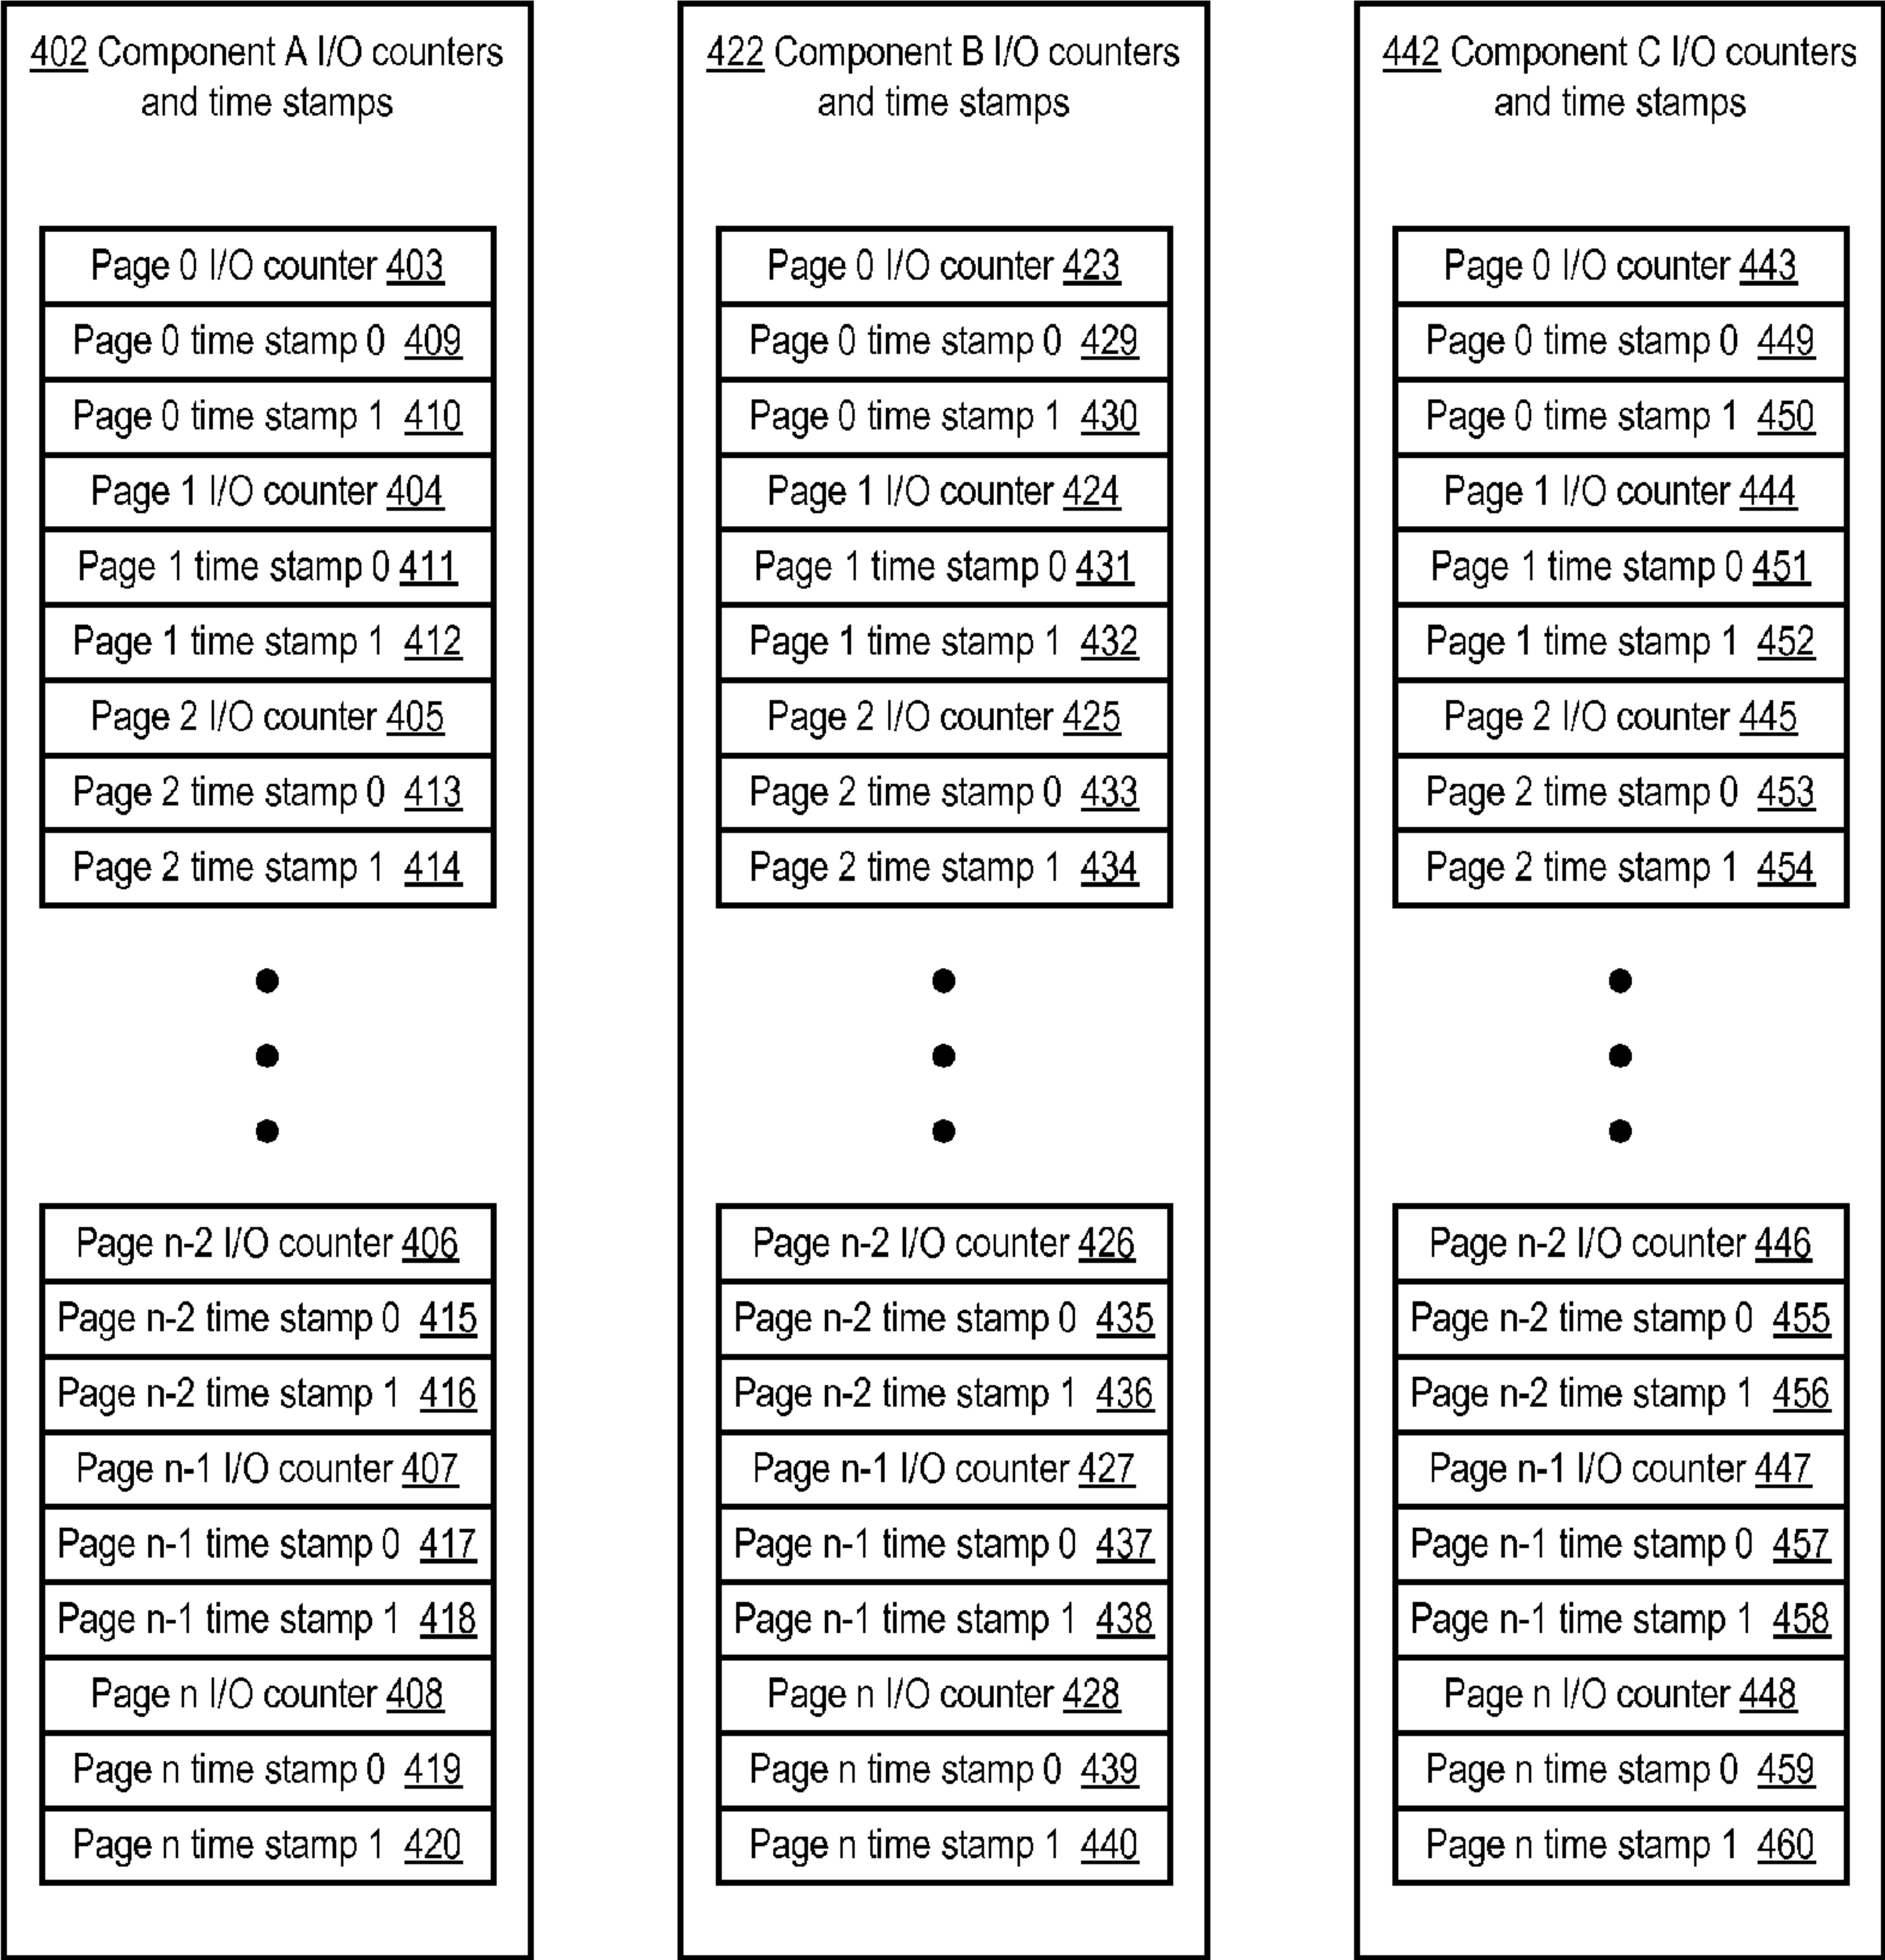 402 Component A I/O counters
and time stamps
Page 0 I/O counter 403
Page 0 time stamp 0 409
Page 0 time stamp 1 410
Page 1 I/O counter 404
Page 1 time stamp 0 411
Page 1 time stamp 1 412
Page 2 I/O counter 405
Page 2 time stamp 0 413
Page 2 time stamp 1 414
Page n-2 I/O counter 406
Page n-2 time stamp 0 415
Page n-2 time stamp 1 416
Page n-1 I/O counter 407
Page n-1 time stamp 0 417
Page n-1 time stamp 1 418
Page n I/O counter 408
Page n time stamp 0 419
Page n time stamp 1 420
422 Component B I/O counters
and time stamps
Page 0 I/O counter 423
Page 0 time stamp 0 429
Page 0 time stamp 1 430
Page 1 I/O counter 424
Page 1 time stamp 0 431
Page 1 time stamp 1 432
Page 2 I/O counter 425
Page 2 time stamp 0 433
Page 2 time stamp 1 434
Page n-2 I/O counter 426
Page n-2 time stamp 0 435
Page n-2 time stamp 1 436
Page n-1 I/O counter 427
Page n-1 time stamp 0 437
Page n-1 time stamp 1 438
Page n I/O counter 428
Page n time stamp 0 439
Page n time stamp 1 440
442 Component C I/O counters
and time stamps
Page 0 I/O counter 443
Page 0 time stamp 0 449
Page 0 time stamp 1 450
Page 1 I/O counter 444
Page 1 time stamp 0 451
Page 1 time stamp 1 452
Page 2 I/O counter 445
Page 2 time stamp 0 453
Page 2 time stamp 1 454
Page n-2 I/O counter 446
Page n-2 time stamp 0 455
Page n-2 time stamp 1 456
Page n-1 I/O counter 447
Page n-1 time stamp 0 457
Page n-1 time stamp 1 458
Page n I/O counter 448
Page n time stamp 0 459
Page n time stamp 1 460